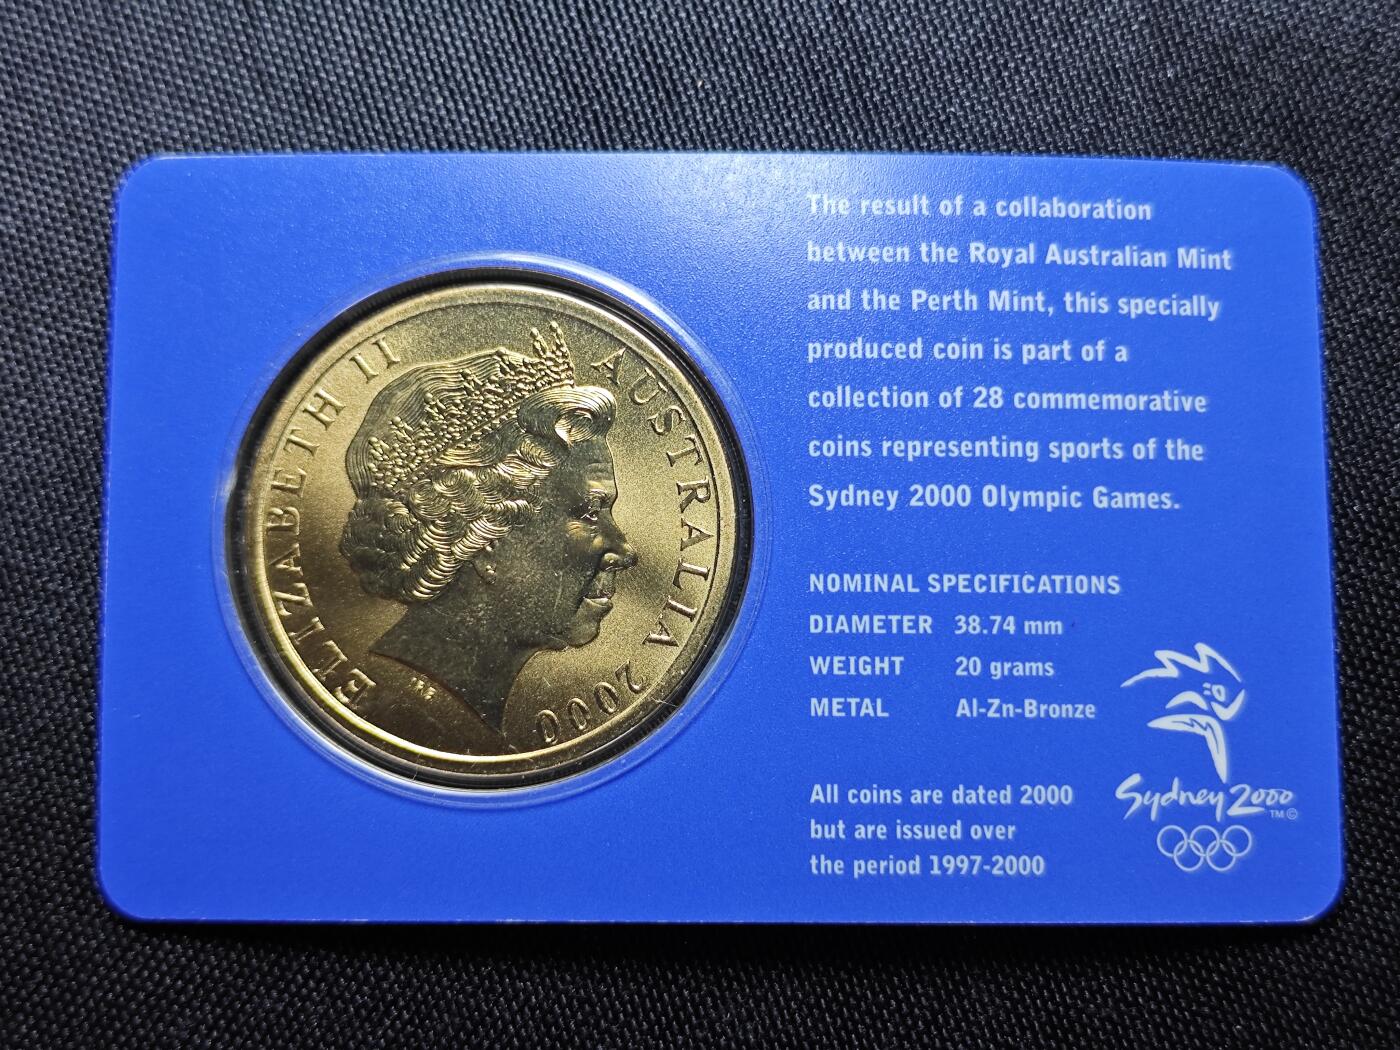 ELIZABETH II AUSTRALIA 2000
IRB
The result of a collaboration
between the Royal Australian Mint
and the Perth Mint, this specially
produced coin is part of a
collection of 28 commemorative
coins representing sports of the
Sydney 2000 Olympic Games.
NOMINAL SPECIFICATIONS
DIAMETER 38.74 mm
WEIGHT 20 grams
METAL Al-Zn-Bronze
All coins are dated 2000
but are issued over
the period 1997-2000
Sydney 2000
TM ©